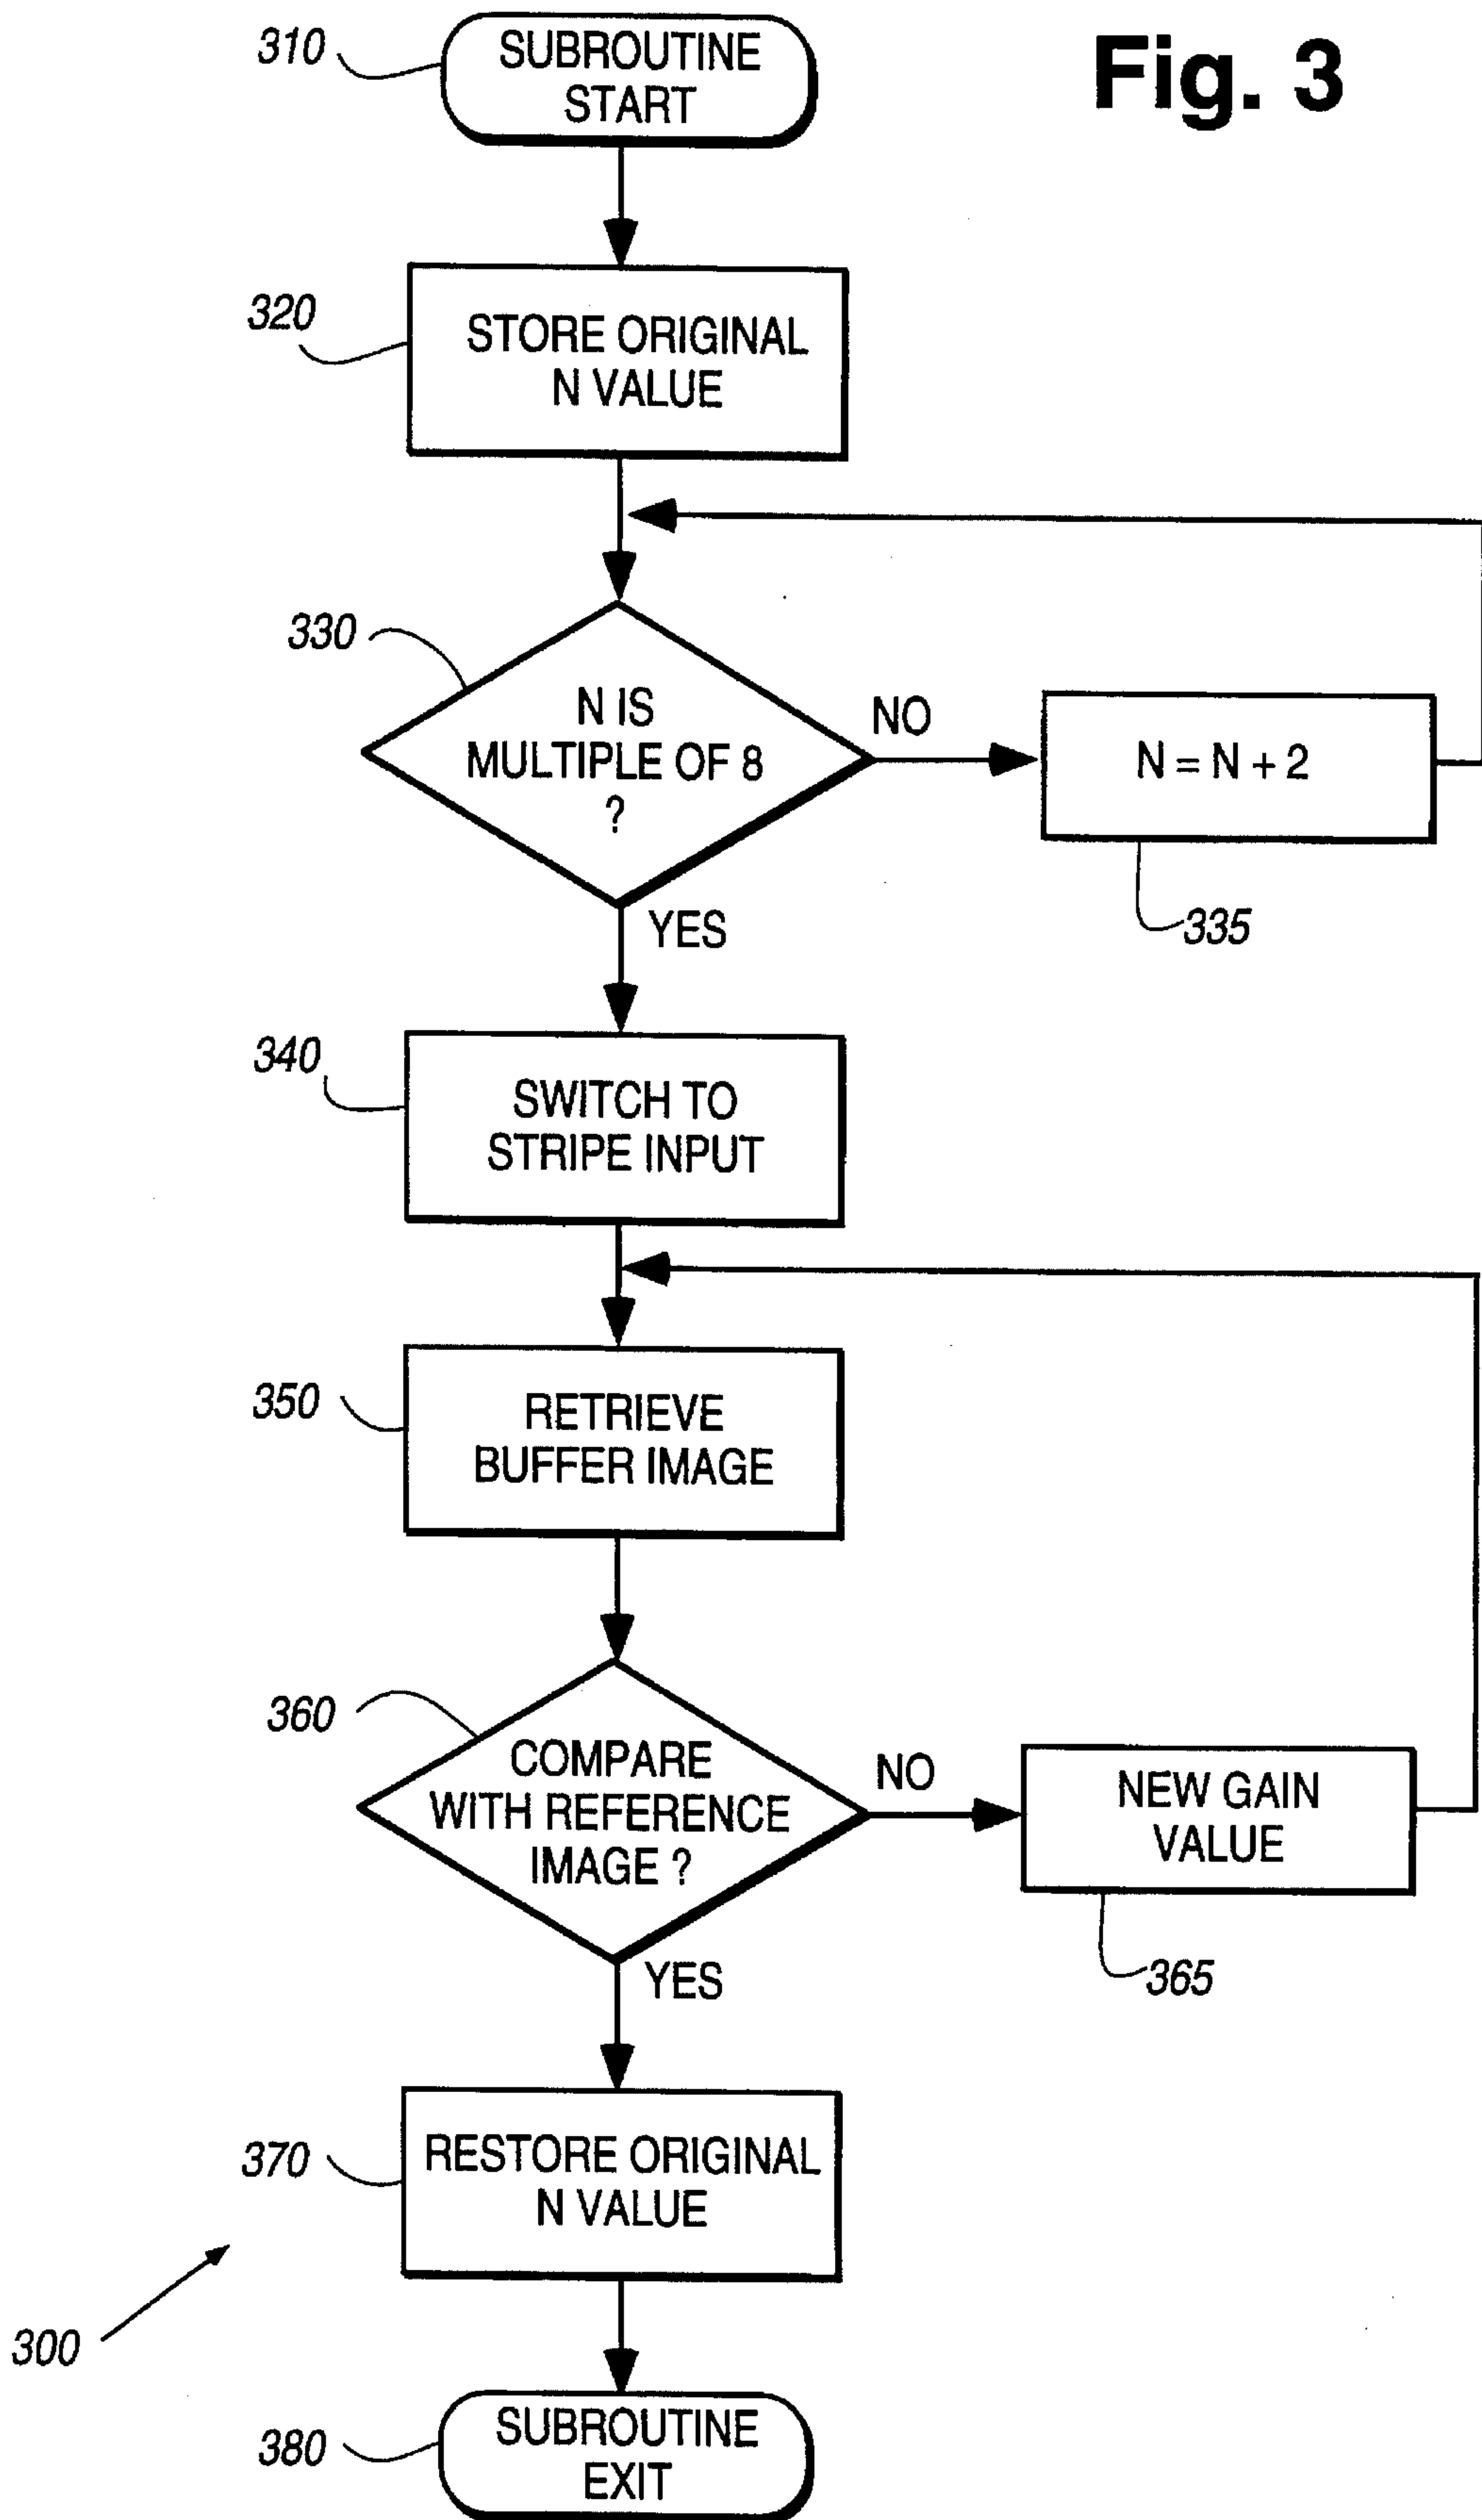 Fig. 3
310
SUBROUTINE
START
320
STORE ORIGINAL
N VALUE
330
N IS
MULTIPLE OF 8
?
NO
N = N + 2
335
YES
340
SWITCH TO
STRIPE INPUT
350
RETRIEVE
BUFFER IMAGE
360
COMPARE
WITH REFERENCE
IMAGE ?
NO
NEW GAIN
VALUE
365
YES
370
RESTORE ORIGINAL
N VALUE
300
380
SUBROUTINE
EXIT